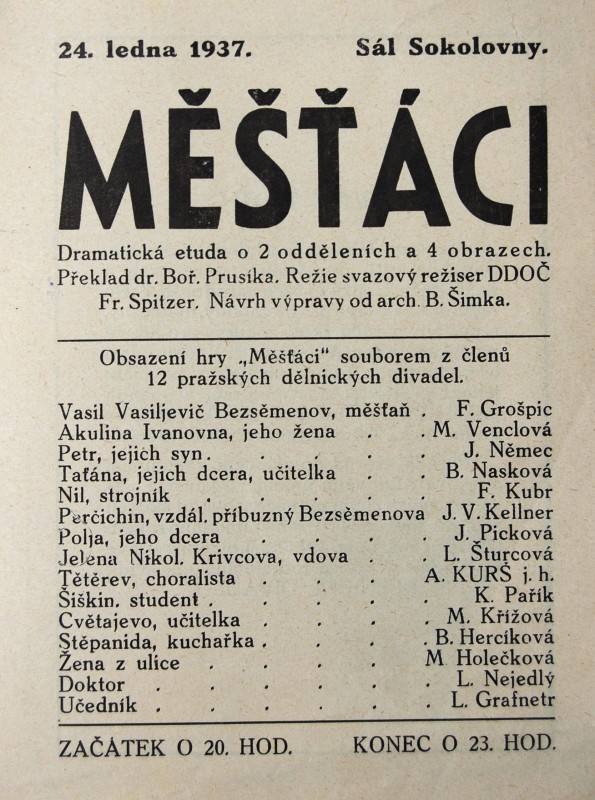 24. ledna 1937. Sál Sokolovny.
MĚŠŤÁCI
Dramatická etuda o 2 odděleních a 4 obrazech.
Překlad dr. Boř. Prusíka. Režie svazový režiser DDOČ
Fr. Spitzer. Návrh výpravy od arch. B. Šimka.
Obsazení hry „Měšťáci“ souborem z členů
12 pražských dělnických divadel.
Vasil Vasiljevič Bezsěmenov, měšťaň . F. Grošpic
Akulina Ivanovna, jeho žena . . M. Venclová
Petr, jejich syn . . . . . J. Němec
Taťána, jejich dcera, učitelka . . B. Nasková
Nil, strojník . . . . . F. Kubr
Perčichin, vzdál. příbuzný Bezsěmenova J. V. Kellner
Polja, jeho dcera . . . . J. Picková
Jelena Nikol. Krivcova, vdova . . L. Šturcová
Tětěrev, choralista . . . A. KURŠ j. h.
Šiškin. student . . . . . K. Pařík
Cvětajevo, učitelka . . . . M. Křížová
Stěpanida, kuchařka . . . . B. Hercíková
Žena z ulice . . . . . M Holečková
Doktor . . . . . . L. Nejedlý
Učedník . . . . . . L. Grafnetr
ZAČÁTEK O 20. HOD. KONEC O 23. HOD.